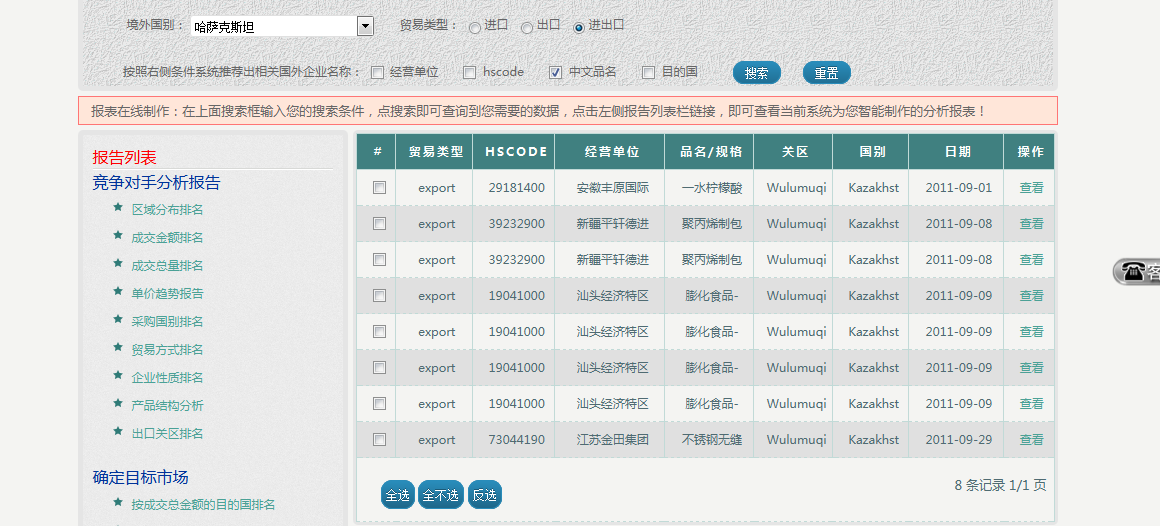 境外国别： 哈萨克斯坦 贸易类型： 进口 出口 进出口
按照右侧条件系统推荐出相关国外企业名称： 经营单位 hscode 中文品名 目的国 搜索 重置
报表在线制作：在上面搜索框输入您的搜索条件，点搜索即可查询到您需要的数据，点击左侧报告列表栏链接，即可查看当前系统为您智能制作的分析报表！
报告列表
竞争对手分析报告
区域分布排名
成交金额排名
成交总量排名
单价趋势报告
采购国别排名
贸易方式排名
企业性质排名
产品结构分析
出口关区排名
确定目标市场
按成交总金额的目的国排名
# 贸易类型 HSCODE 经营单位 品名/规格 关区 国别 日期 操作
export 29181400 安徽丰原国际 一水柠檬酸 Wulumuqi Kazakhst 2011-09-01 查看
export 39232900 新疆平轩德进 聚丙烯制包 Wulumuqi Kazakhst 2011-09-08 查看
export 39232900 新疆平轩德进 聚丙烯制包 Wulumuqi Kazakhst 2011-09-08 查看
export 19041000 汕头经济特区 膨化食品- Wulumuqi Kazakhst 2011-09-09 查看
export 19041000 汕头经济特区 膨化食品- Wulumuqi Kazakhst 2011-09-09 查看
export 19041000 汕头经济特区 膨化食品- Wulumuqi Kazakhst 2011-09-09 查看
export 19041000 汕头经济特区 膨化食品- Wulumuqi Kazakhst 2011-09-09 查看
export 73044190 江苏金田集团 不锈钢无缝 Wulumuqi Kazakhst 2011-09-29 查看
全选 全不选 反选
8 条记录 1/1 页